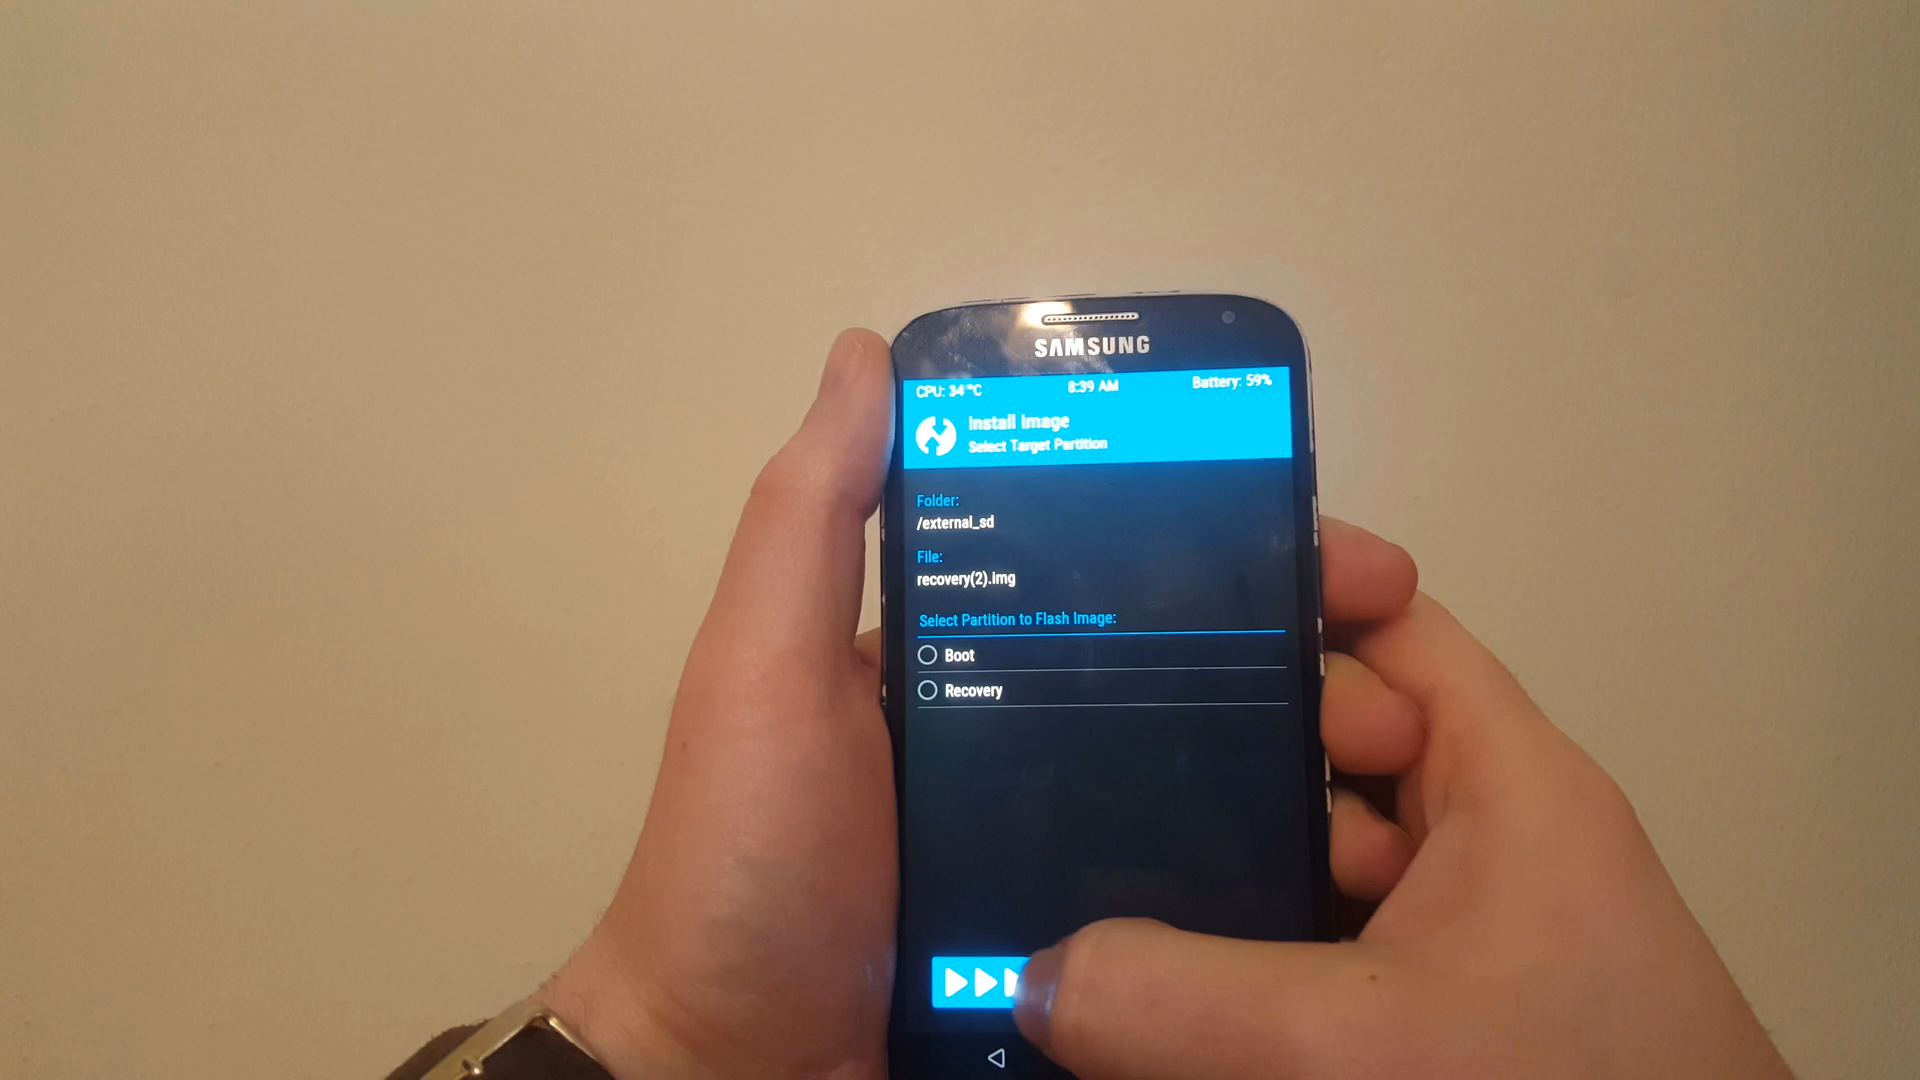 SAMSUNG
CPU: 34 °C 8:39 AM Battery: 59%
Install Image
Select Target Partition
Folder:
/external_sd
File:
recovery(2).img
Select Partition to Flash Image:
Boot
Recovery